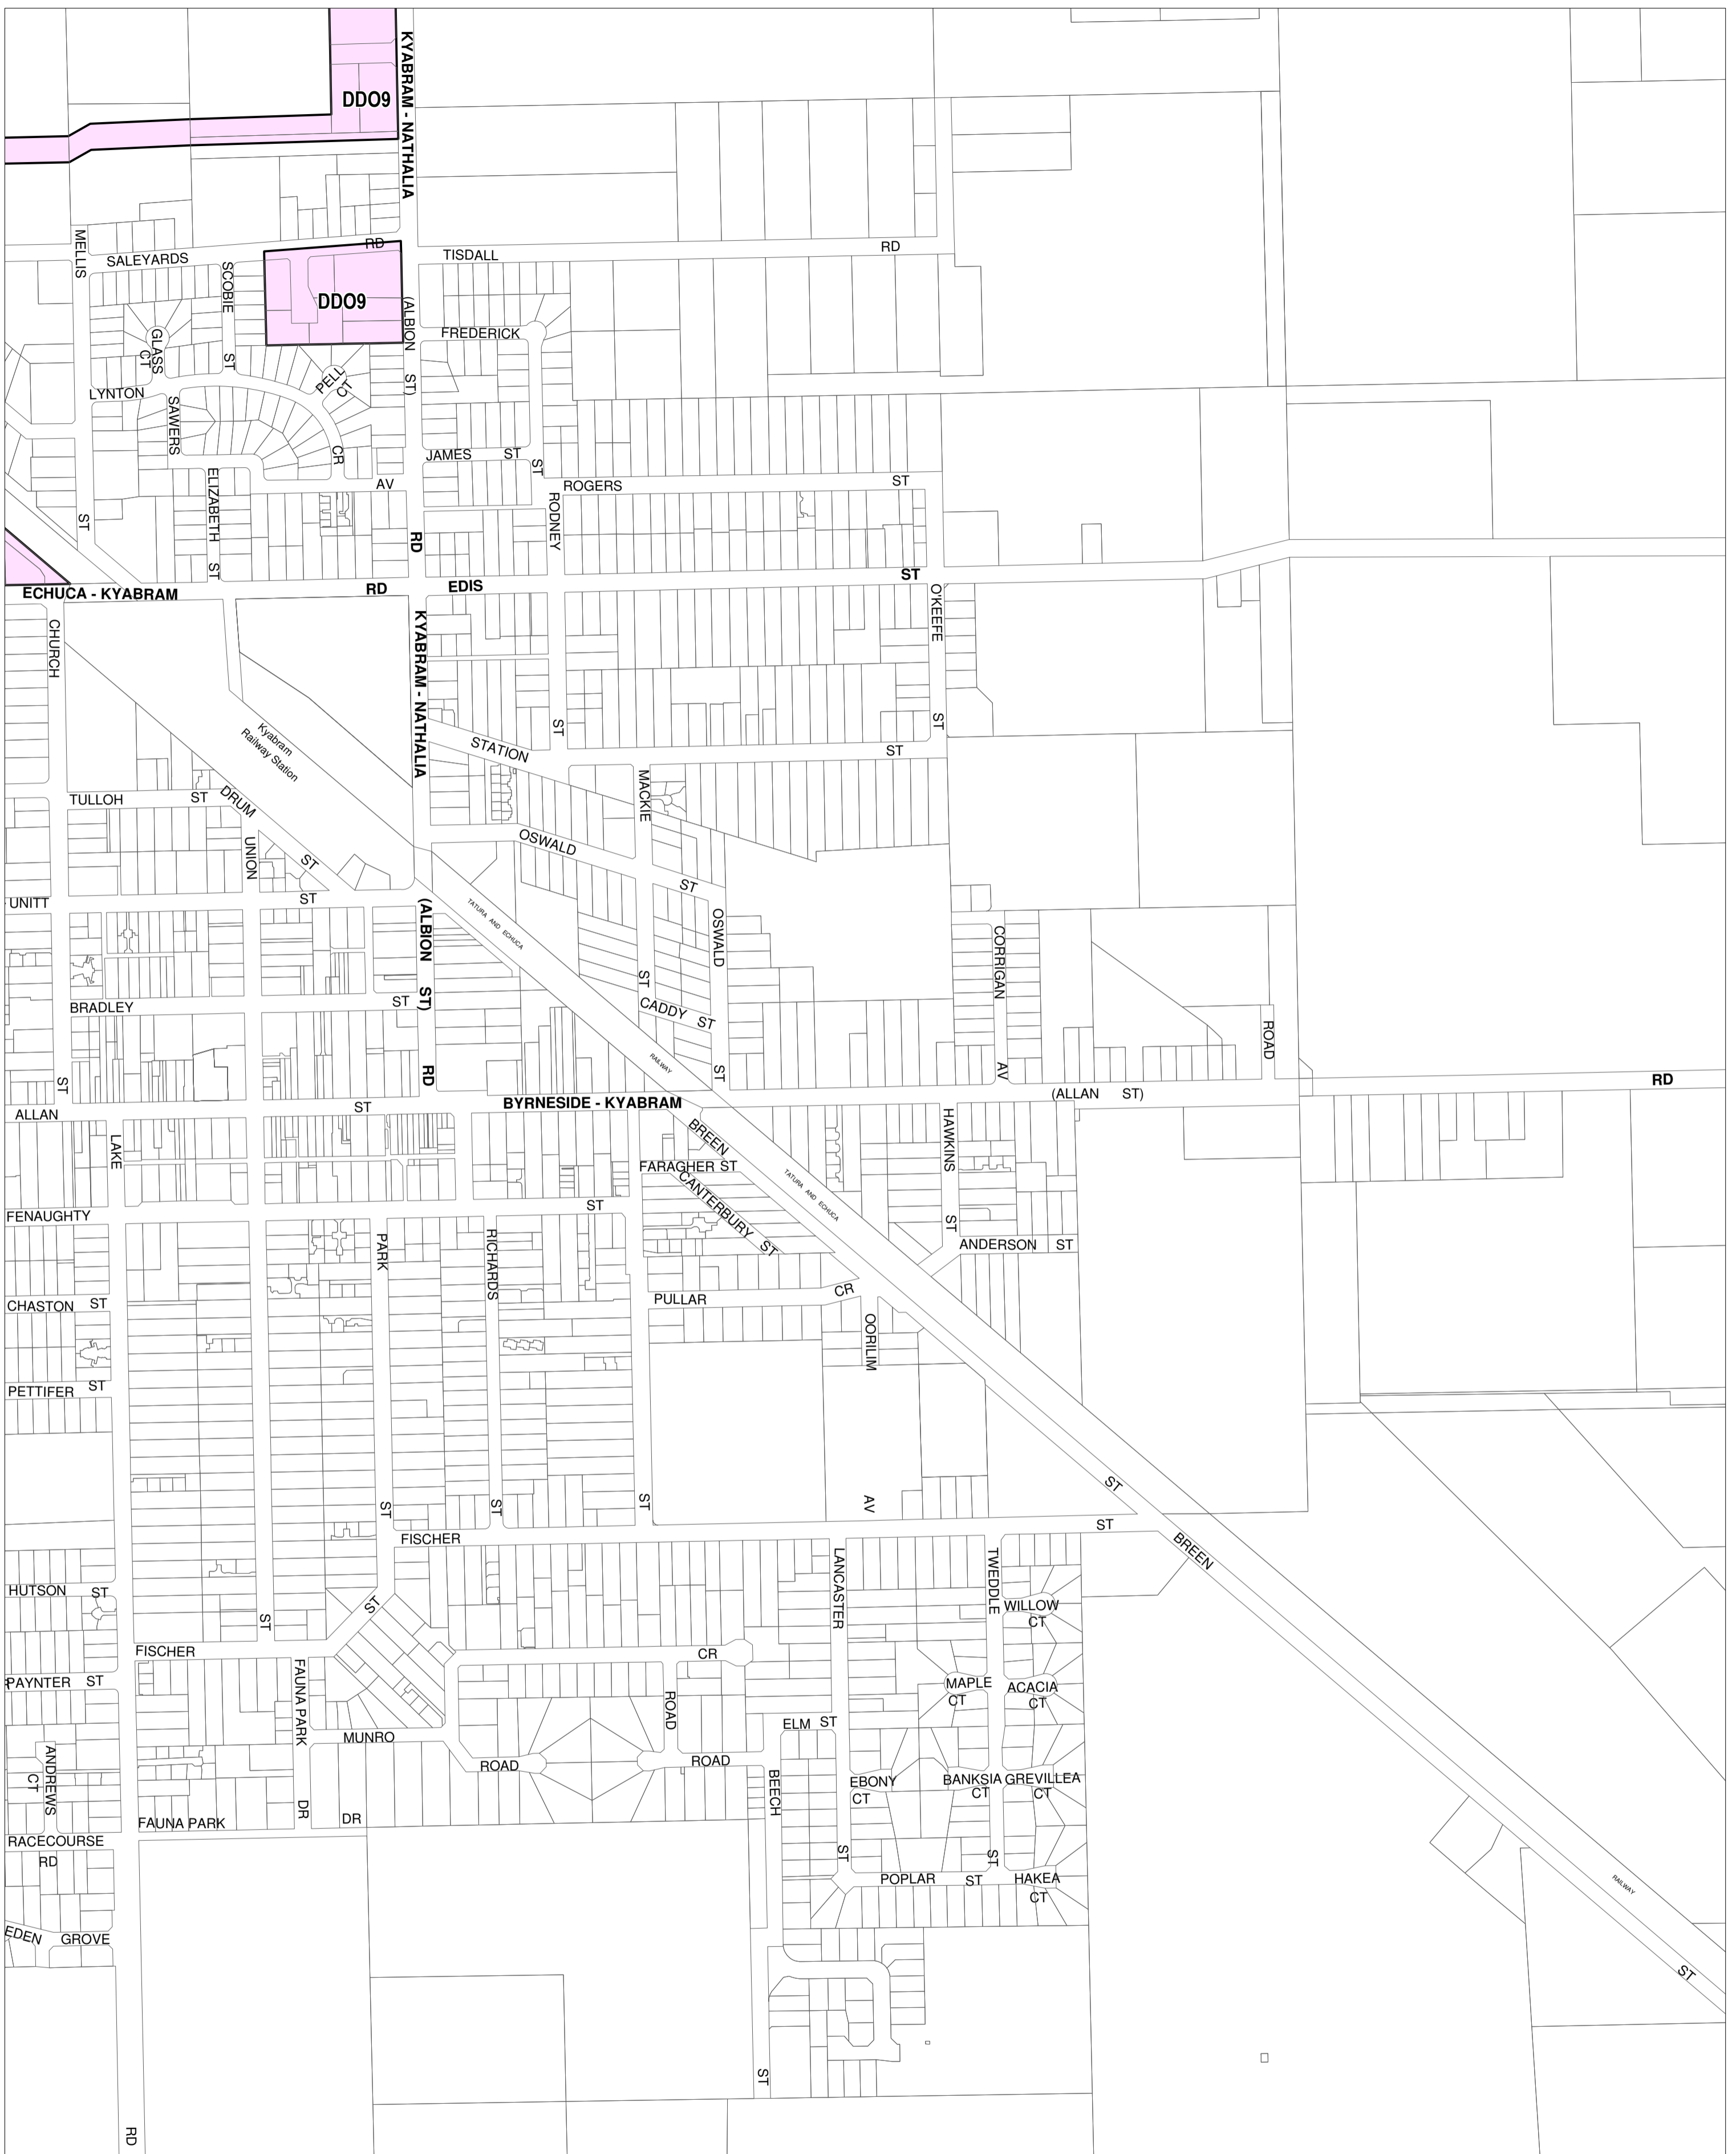 KYABRAM - NATHALIA
DDO9
MELLIS
SALEYARDS
RD
TISDALL
RD
SCOBIE
DDO9
(ALBION
FREDERICK
GLASS
CT
ST
PELL
CT
ST)
LYNTON
SAWERS
CR
JAMES ST
ST
ELIZABETH
AV
ROGERS
ST
ST
RODNEY
RD
ST
ECHUCA - KYABRAM
RD
EDIS
ST
O'KEEFE
CHURCH
KYABRAM - NATHALIA
Kyabram
Railway Station
ST
ST
STATION
ST
TULLOH
ST
DRUM
MACKIE
UNION
ST
OSWALD
ST
UNITT
ST
(ALBION
ST)
TATURA AND ECHUCA
OSWALD
CORRIGAN
ST
BRADLEY
ST
CADDY ST
ROAD
ST
RD
RAILWAY
ST
AV
RD
ALLAN
ST
BYRNESIDE - KYABRAM
(ALLAN ST)
LAKE
BREEN
HAWKINS
FARAGHER ST
CANTERBURY
ST
TATURA AND ECHUCA
FENAUGHTY
ST
ST
PARK
RICHARDS
ANDERSON ST
CHASTON ST
PULLAR
CR
OORILIM
PETTIFER ST
ST
ST
ST
ST
AV
FISCHER
ST
BREEN
HUTSON ST
ST
ST
LANCASTER
TWEDDLE
WILLOW
CT
FISCHER
CR
PAYNTER ST
FAUNA PARK
ROAD
MAPLE
CT
ACACIA
CT
MUNRO
ELM ST
ANDREWS
CT
ROAD
ROAD
BEECH
EBONY
CT
BANKSIA
CT
GREVILLEA
CT
DR
FAUNA PARK
DR
RACECOURSE
RD
ST
ST
POPLAR ST
HAKEA
CT
RAILWAY
EDEN GROVE
ST
ST
RD